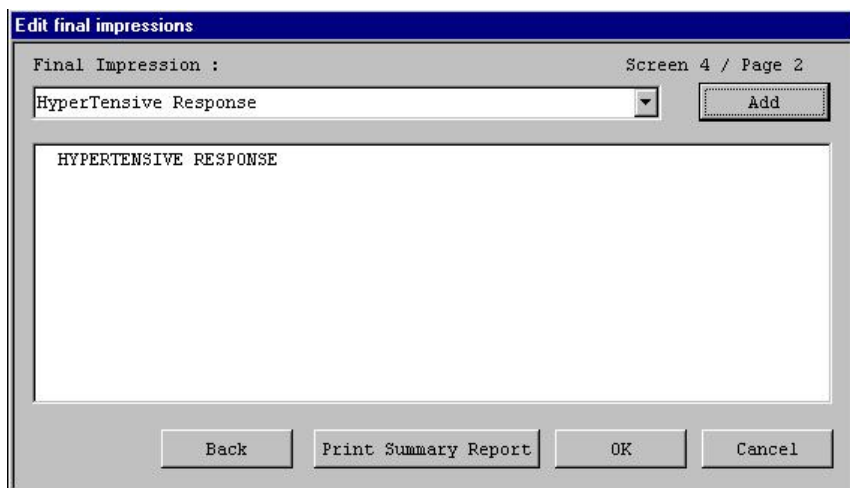 Edit final impressions
Final Impression : Screen 4 / Page 2
HyperTensive Response Add
HYPERTENSIVE RESPONSE
Back Print Summary Report OK Cancel